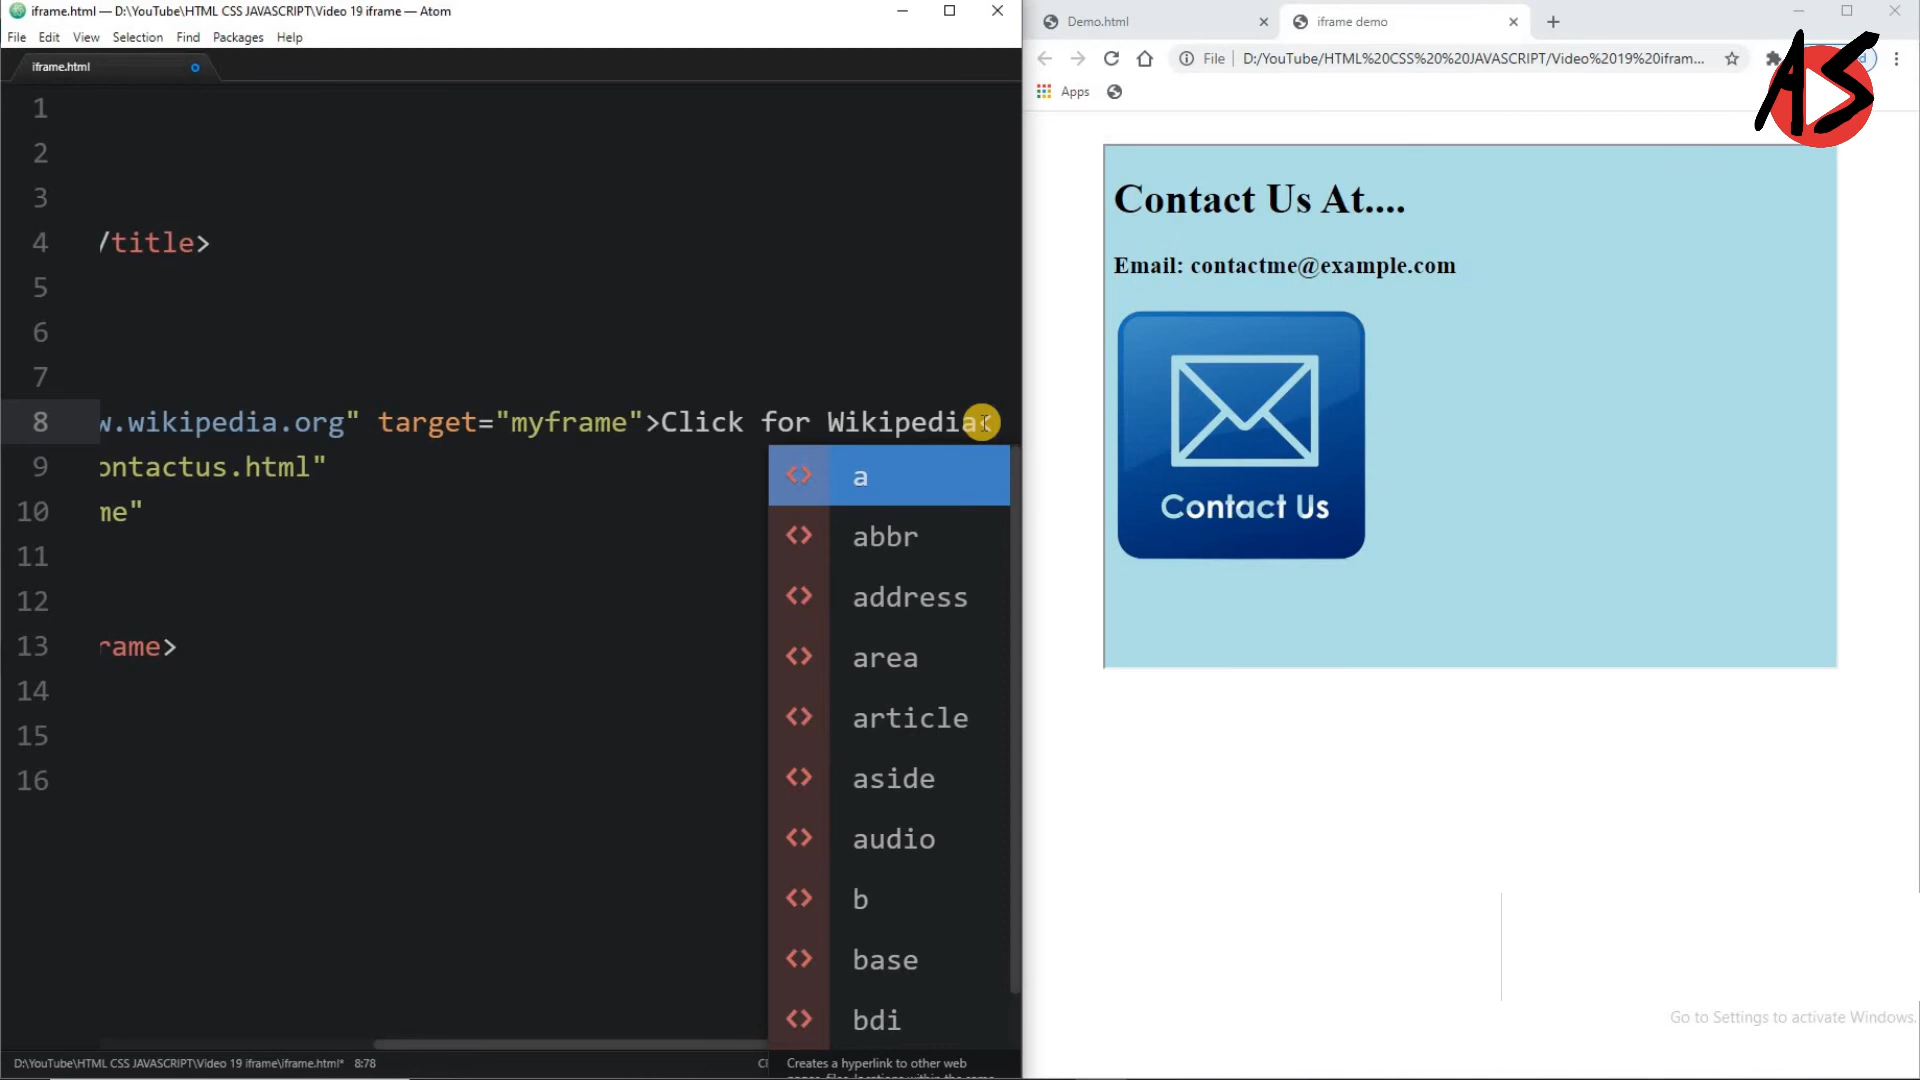 iframe.html — D:\YouTube\HTML CSS JAVASCRIPT\Video 19 iframe — Atom
File Edit View Selection Find Packages Help
iframe.html
1
2
3
4 /title>
5
6
7
8 w.wikipedia.org" target="myframe">Click for Wikipedia<
9 ontactus.html"
10 me"
11
12
13 rame>
14
15
16
a
abbr
address
area
article
aside
audio
b
base
bdi
Creates a hyperlink to other web
D:\YouTube\HTML CSS JAVASCRIPT\Video 19 iframe\iframe.html* 8:78
Demo.html
iframe demo
File D:/YouTube/HTML%20CSS%20%20JAVASCRIPT/Video%2019%20ifram...
Apps
AS
Contact Us At....
Email: contactme@example.com
Contact Us
Go to Settings to activate Windows.